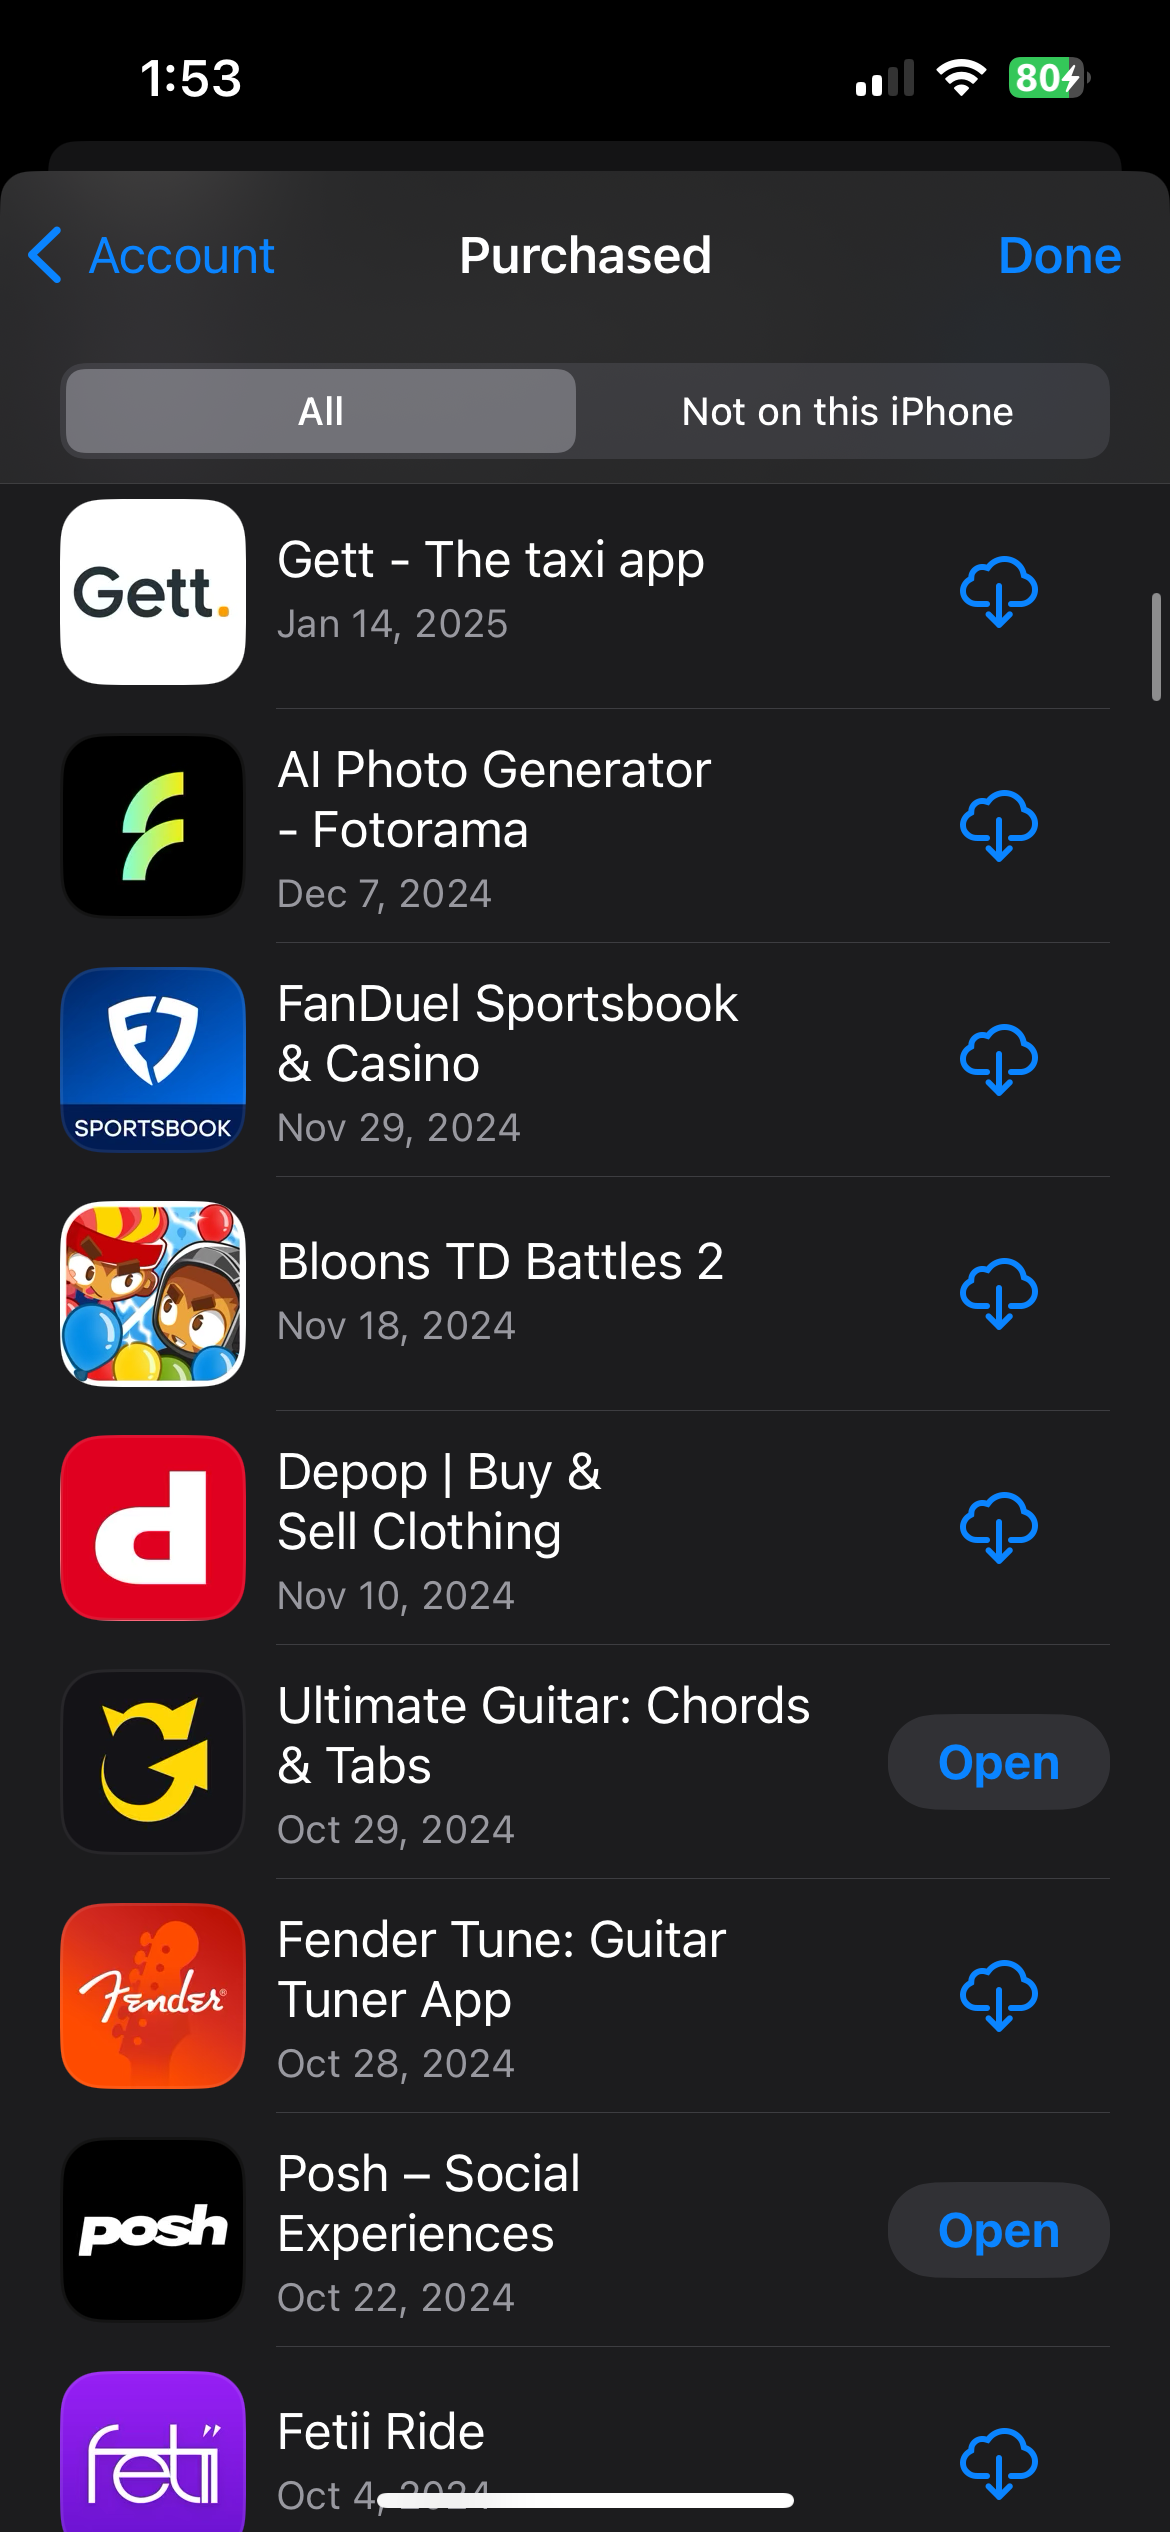 1:53
80
Account
Purchased
Done
All
Not on this iPhone
Gett.
Gett - The taxi app
Jan 14, 2025
AI Photo Generator
- Fotorama
Dec 7, 2024
SPORTSBOOK
FanDuel Sportsbook
& Casino
Nov 29, 2024
Bloons TD Battles 2
Nov 18, 2024
d
Depop | Buy &
Sell Clothing
Nov 10, 2024
Ultimate Guitar: Chords
& Tabs
Oct 29, 2024
Open
Fender®
Fender Tune: Guitar
Tuner App
Oct 28, 2024
posh
Posh – Social
Experiences
Oct 22, 2024
Open
fetii
Fetii Ride
Oct 4, 2024